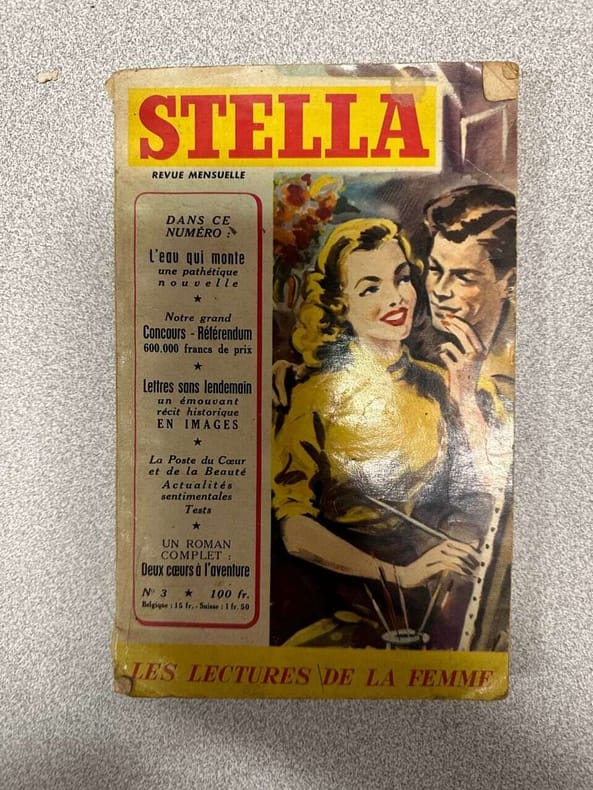 STELLA
REVUE MENSUELLE
DANS CE
NUMÉRO :
L'eau qui monte
une pathétique
nouvelle
★
Notre grand
Concours - Référendum
600.000 francs de prix
★
Lettres sans lendemain
un émouvant
récit historique
EN IMAGES
★
La Poste du Cœur
et de la Beauté
Actualités
sentimentales
Tests
★
UN ROMAN
COMPLET :
Deux cœurs à l'aventure
N° 3 ★ 100 fr.
Belgique : 15 fr. - Suisse : 1 fr. 50
LES LECTURES DE LA FEMME